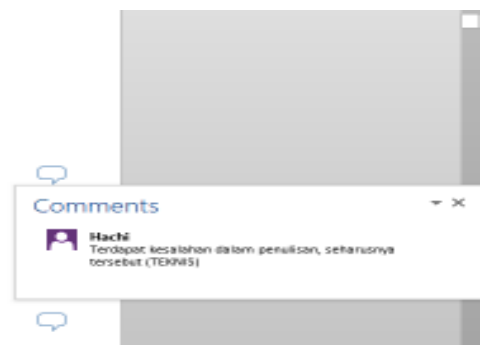 Comments
Hachi
Terdapat kesalahan dalam penulisan, seharusnya
tersebut (TEKNIS)